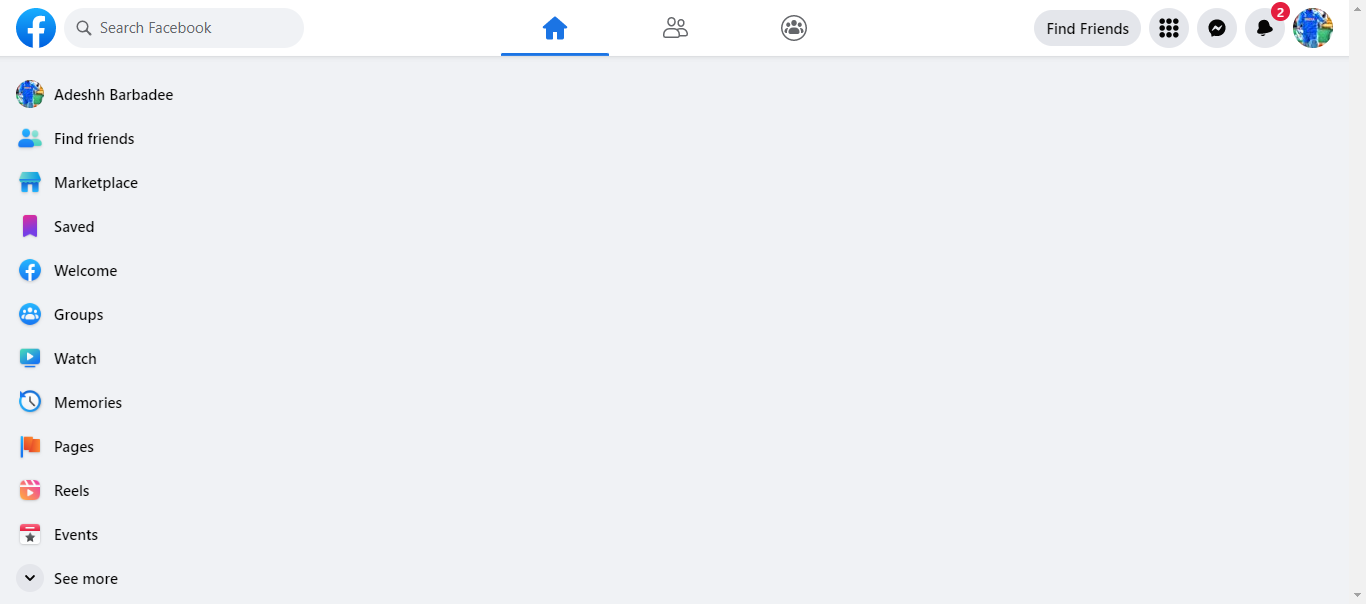 Search Facebook
Find Friends
2
Adeshh Barbadee
Find friends
Marketplace
Saved
Welcome
Groups
Watch
Memories
Pages
Reels
Events
See more